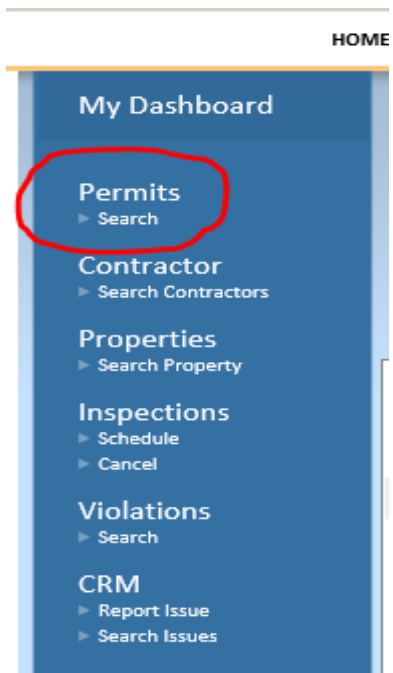 HOME
My Dashboard
Permits
Search
Contractor
Search Contractors
Properties
Search Property
Inspections
Schedule
Cancel
Violations
Search
CRM
Report Issue
Search Issues